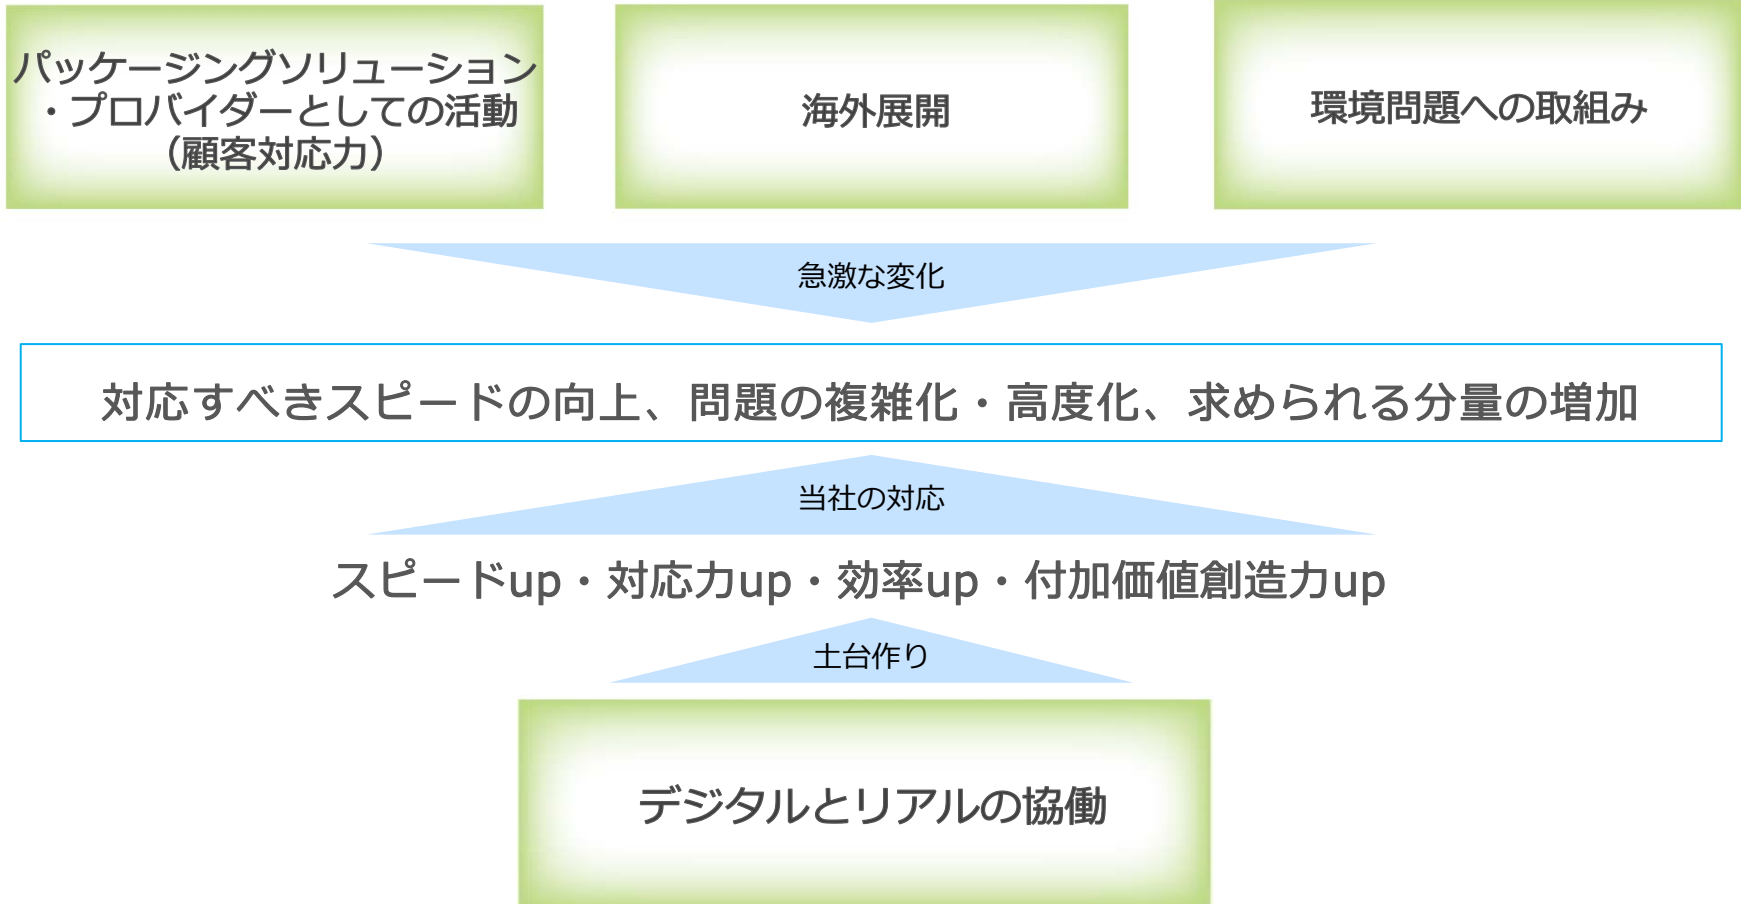 パッケージングソリューション
・プロバイダーとしての活動
（顧客対応力）
海外展開
環境問題への取組み
急激な変化
対応すべきスピードの向上、問題の複雑化・高度化、求められる分量の増加
当社の対応
スピードup・対応力up・効率up・付加価値創造力up
土台作り
デジタルとリアルの協働